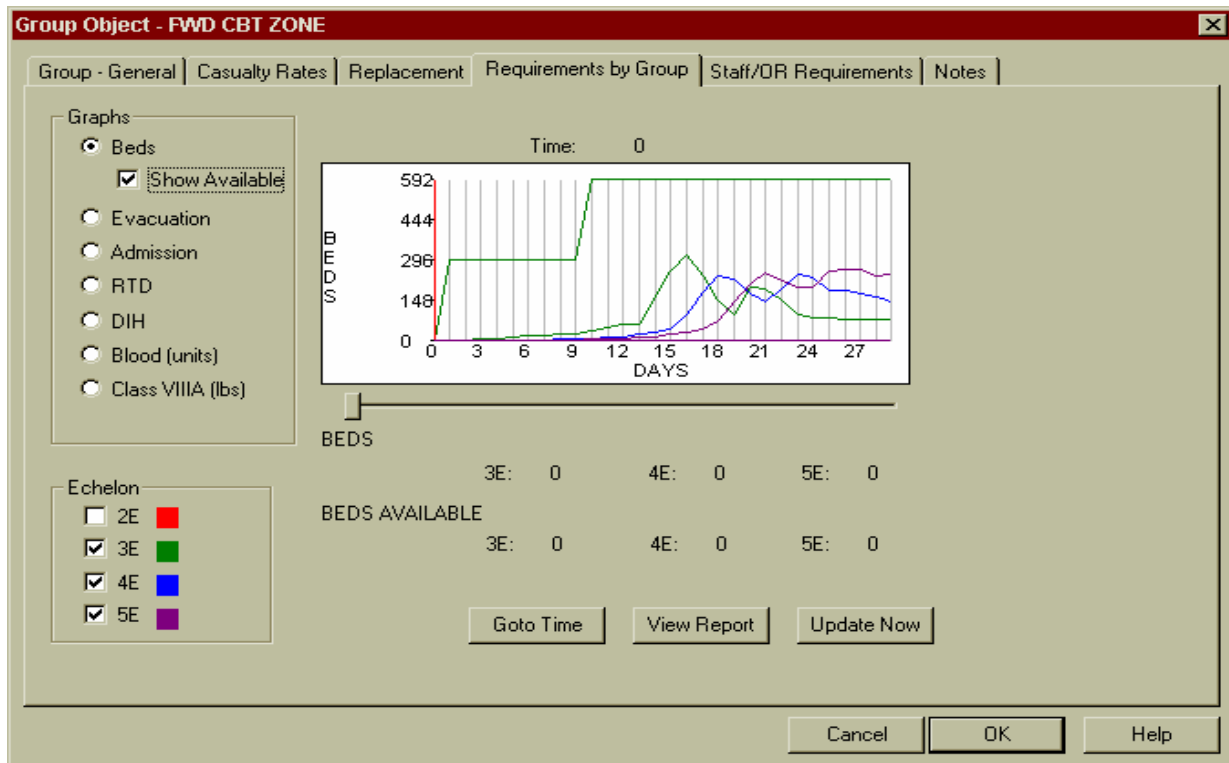 Group Object - FWD CBT ZONE
Group - General Casualty Rates Replacement Requirements by Group Staff/OR Requirements Notes
Graphs
Beds
Show Available
Evacuation
Admission
RTD
DIH
Blood (units)
Class VIIIA (lbs)
Time: 0
BEDS
592
444
296
148
0
0 3 6 9 12 15 18 21 24 27
DAYS
BEDS
3E: 0 4E: 0 5E: 0
BEDS AVAILABLE
3E: 0 4E: 0 5E: 0
Echelon
2E
3E
4E
5E
Goto Time View Report Update Now
Cancel OK Help